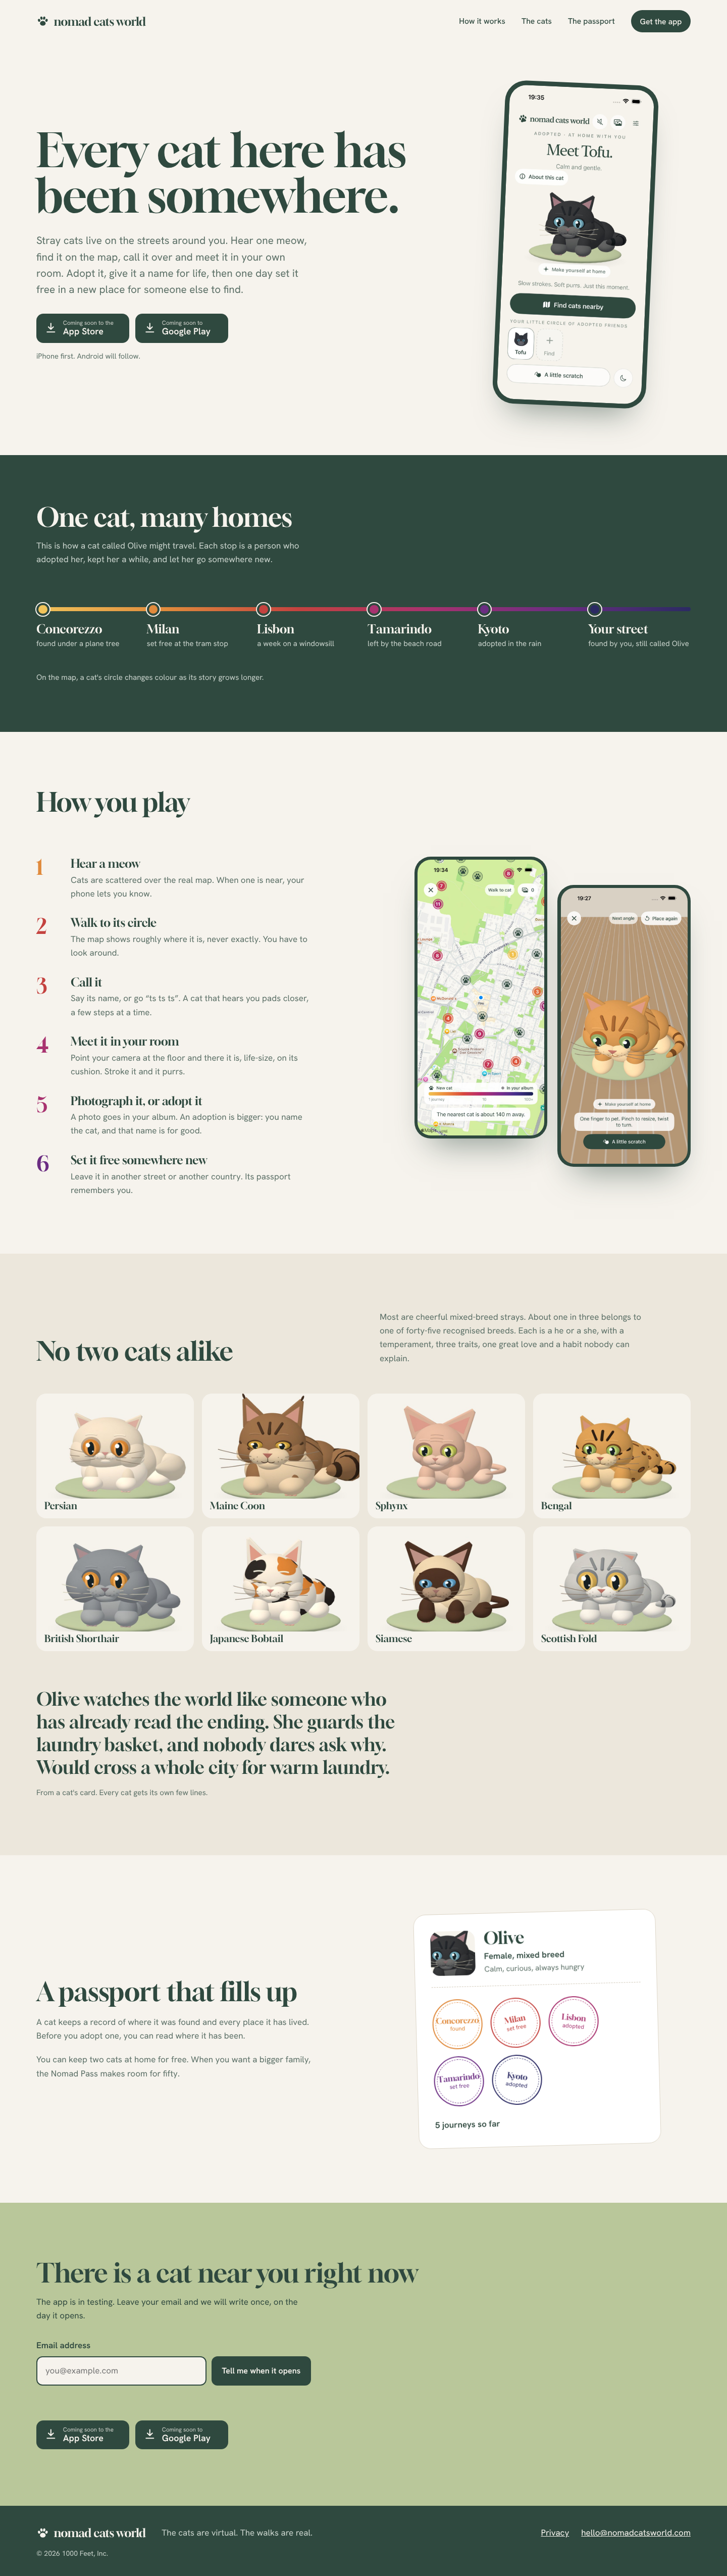 nomad cats world
How it works
The cats
The passport
Get the app
Every cat here has
been somewhere.
Stray cats live on the streets around you. Hear one meow,
find it on the map, call it over and meet it in your own
room. Adopt it, give it a name for life, then one day set it
free in a new place for someone else to find.
Coming soon to the
App Store
Coming soon to
Google Play
iPhone first. Android will follow.
19:35
nomad cats world
ADOPTED · AT HOME WITH YOU
Meet Tofu.
Calm and gentle.
About this cat
Make yourself at home
Slow strokes. Soft purrs. Just this moment.
Find cats nearby
YOUR LITTLE CIRCLE OF ADOPTED FRIENDS
Tofu
Find
A little scratch
One cat, many homes
This is how a cat called Olive might travel. Each stop is a person who
adopted her, kept her a while, and let her go somewhere new.
Concorezzo
found under a plane tree
Milan
set free at the tram stop
Lisbon
a week on a windowsill
Tamarindo
left by the beach road
Kyoto
adopted in the rain
Your street
found by you, still called Olive
On the map, a cat's circle changes colour as its story grows longer.
How you play
1
Hear a meow
Cats are scattered over the real map. When one is near, your
phone lets you know.
2
Walk to its circle
The map shows roughly where it is, never exactly. You have to
look around.
3
Call it
Say its name, or go “ts ts ts”. A cat that hears you pads closer,
a few steps at a time.
4
Meet it in your room
Point your camera at the floor and there it is, life-size, on its
cushion. Stroke it and it purrs.
5
Photograph it, or adopt it
A photo goes in your album. An adoption is bigger: you name
the cat, and that name is for good.
6
Set it free somewhere new
Leave it in another street or another country. Its passport
remembers you.
19:34
Walk to cat
0
New cat
In your album
The nearest cat is about 140 m away.
19:27
Next angle
Place again
Make yourself at home
One finger to pet. Pinch to resize, twist
to turn.
A little scratch
No two cats alike
Most are cheerful mixed-breed strays. About one in three belongs to
one of forty-five recognised breeds. Each is a he or a she, with a
temperament, three traits, one great love and a habit nobody can
explain.
Persian
Maine Coon
Sphynx
Bengal
British Shorthair
Japanese Bobtail
Siamese
Scottish Fold
Olive watches the world like someone who
has already read the ending. She guards the
laundry basket, and nobody dares ask why.
Would cross a whole city for warm laundry.
From a cat's card. Every cat gets its own few lines.
A passport that fills up
A cat keeps a record of where it was found and every place it has lived.
Before you adopt one, you can read where it has been.
You can keep two cats at home for free. When you want a bigger family,
the Nomad Pass makes room for fifty.
Olive
Female, mixed breed
Calm, curious, always hungry
Concorezzo
found
Milan
set free
Lisbon
adopted
Tamarindo
set free
Kyoto
adopted
5 journeys so far
There is a cat near you right now
The app is in testing. Leave your email and we will write once, on the
day it opens.
Email address
you@example.com
Tell me when it opens
Coming soon to the
App Store
Coming soon to
Google Play
nomad cats world
The cats are virtual. The walks are real.
Privacy
hello@nomadcatsworld.com
© 2026 1000 Feet, Inc.